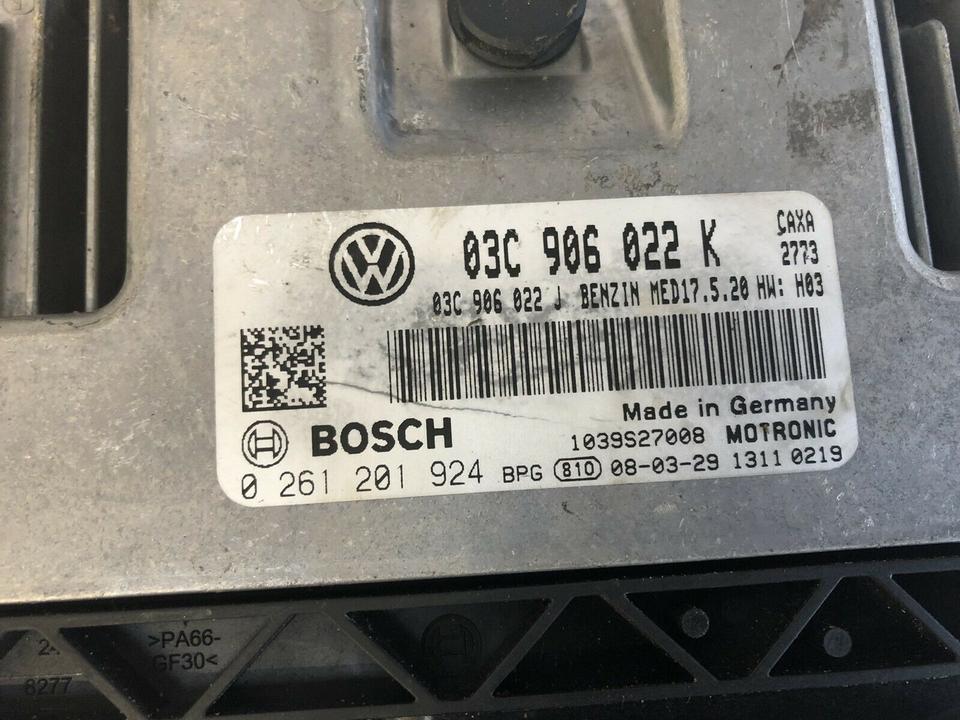 03C 906 022 K
CAXA
2773
03C 906 022 J BENZIN MED17.5.20 HW: H03
Made in Germany
BOSCH
1039S27008 MOTRONIC
0 261 201 924 BPG 810 08-03-29 1311 0219
>PA66-
GF30<
8277